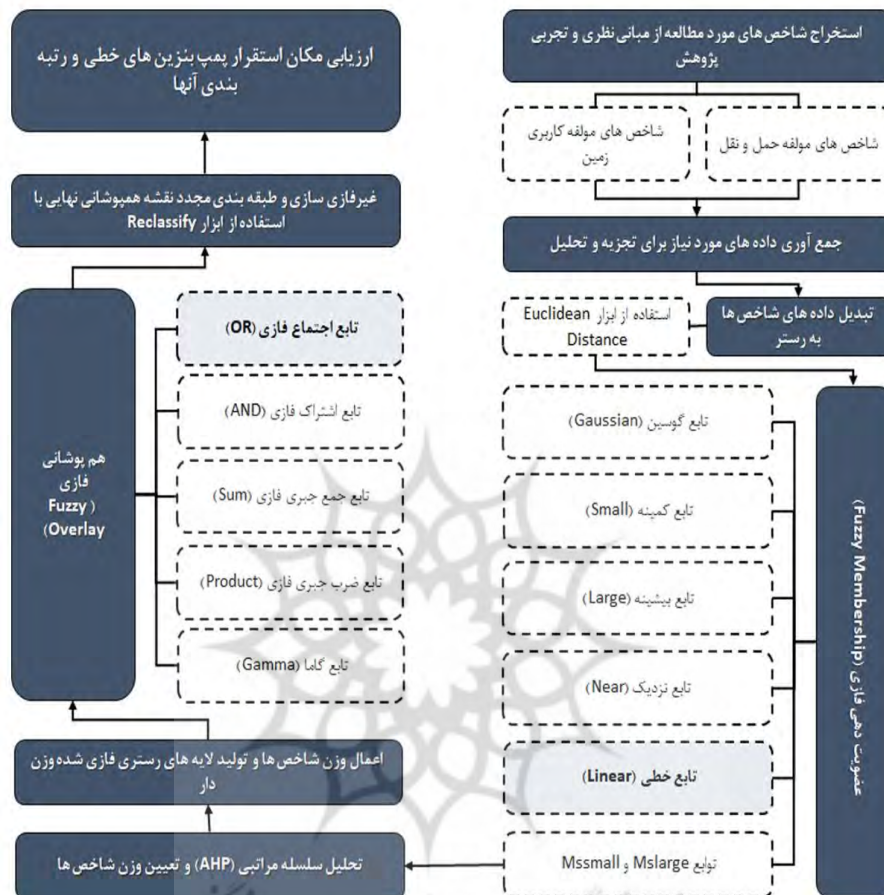 استخراج شاخص های مورد مطالعه از مبانی نظری و تجربی
پژوهش
شاخص های مولفه حمل و نقل
شاخص های مولفه کاربری
زمین
جمع آوری داده های مورد نیاز برای تجزیه و تحلیل
تبدیل داده های شاخص ها
به رستر
استفاده از ابزار Euclidean
Distance
عضویت دهی فازی (Fuzzy Membership)
تابع گوسین (Gaussian)
تابع کمینه (Small)
تابع بیشینه (Large)
تابع نزدیک (Near)
تابع خطی (Linear)
توابع Mslarge و Mssmall
تحلیل سلسله مراتبی (AHP) و تعیین وزن شاخص ها
اعمال وزن شاخص ها و تولید لایه های رستری فازی شده وزن
دار
هم پوشانی
فازی
(Fuzzy
Overlay)
تابع اجتماع فازی (OR)
تابع اشتراک فازی (AND)
تابع جمع جبری فازی (Sum)
تابع ضرب جبری فازی (Product)
تابع گاما (Gamma)
غیرفازی سازی و طبقه بندی مجدد نقشه همپوشانی نهایی با
استفاده از ابزار Reclassify
ارزیابی مکان استقرار پمپ بنزین های خطی و رتبه
بندی آنها